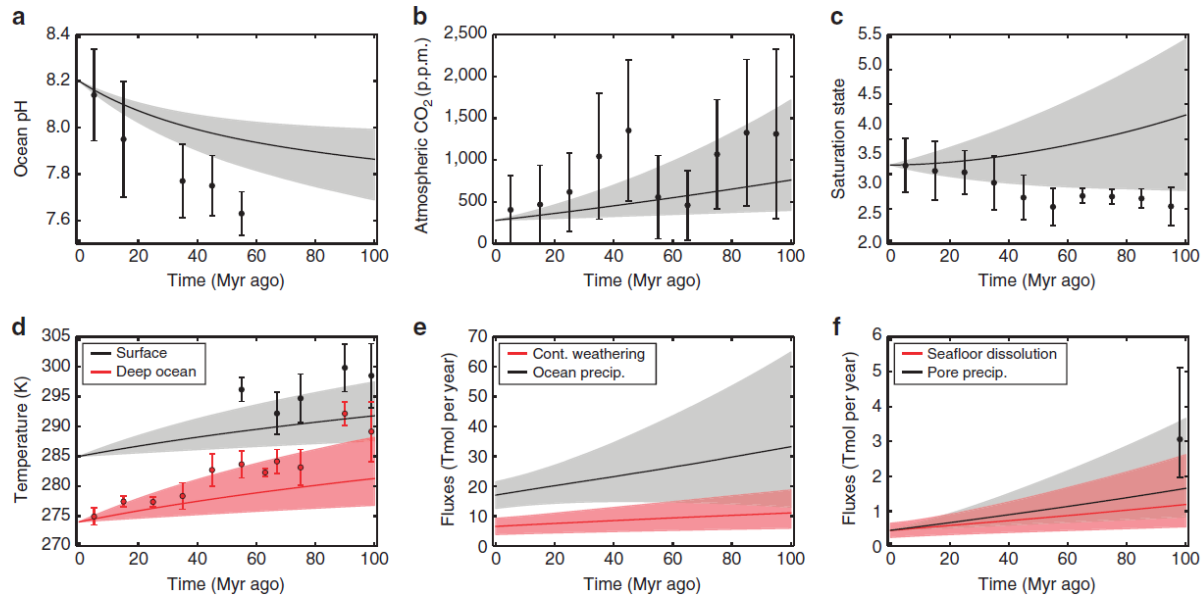 a
8.4
8.2
8.0
7.8
7.6
Ocean pH
0 20 40 60 80 100
Time (Myr ago)
b
2,500
2,000
1,500
1,000
500
0
Atmospheric CO2 (p.p.m.)
0 20 40 60 80 100
Time (Myr ago)
c
5.5
5.0
4.5
4.0
3.5
3.0
2.5
2.0
Saturation state
0 20 40 60 80 100
Time (Myr ago)
d
305
300
295
290
285
280
275
270
Temperature (K)
Surface
Deep ocean
0 20 40 60 80 100
Time (Myr ago)
e
70
60
50
40
30
20
10
0
Fluxes (Tmol per year)
Cont. weathering
Ocean precip.
0 20 40 60 80 100
Time (Myr ago)
f
6
5
4
3
2
1
0
Fluxes (Tmol per year)
Seafloor dissolution
Pore precip.
0 20 40 60 80 100
Time (Myr ago)